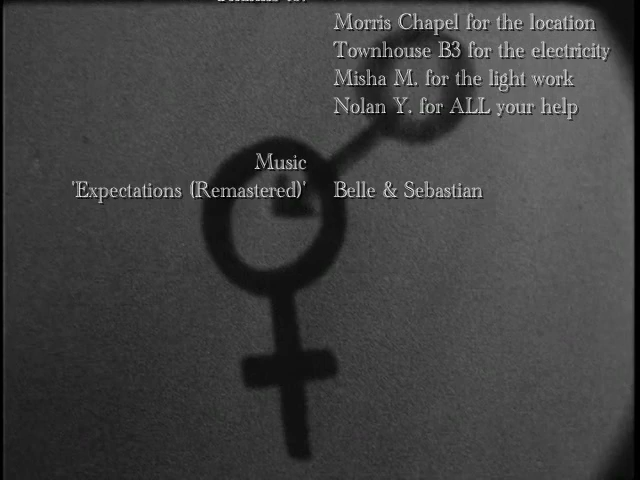 Morris Chapel for the location
Townhouse B3 for the electricity
Misha M. for the light work
Nolan Y. for ALL your help
Music
'Expectations (Remastered)' Belle & Sebastian